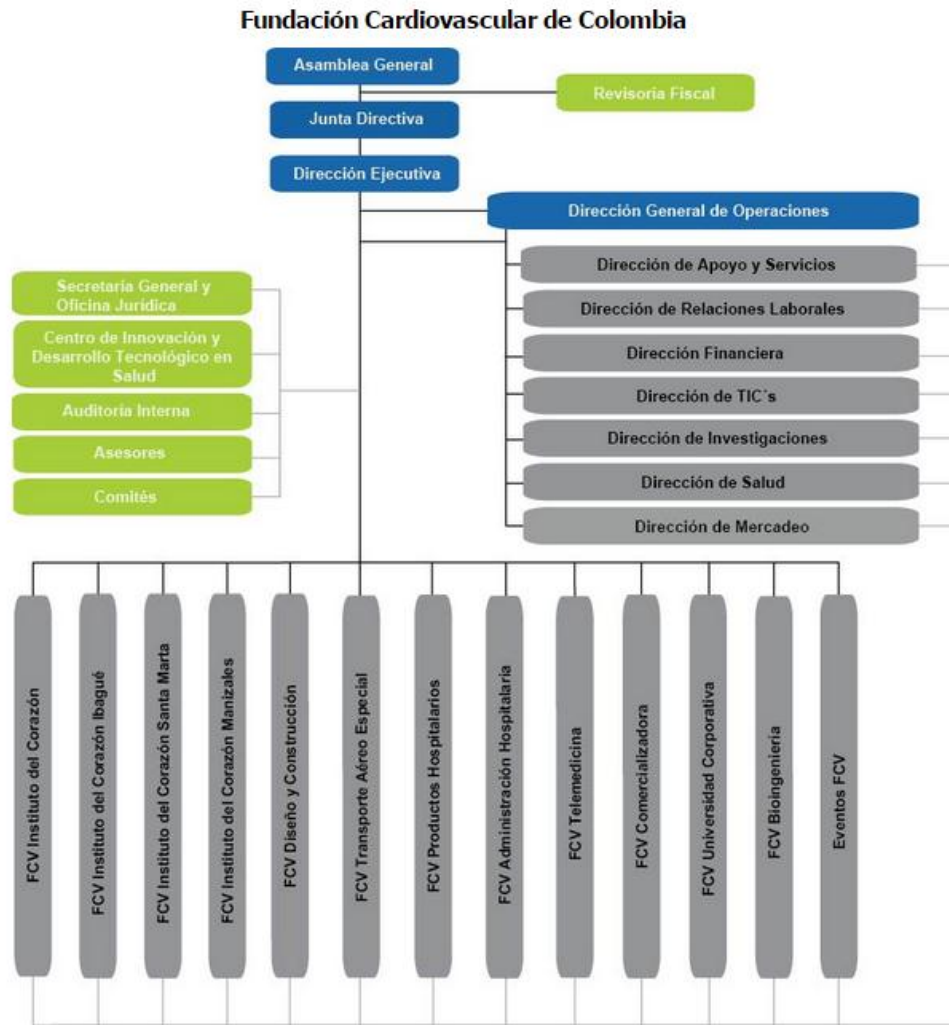 Fundación Cardiovascular de Colombia
Asamblea General
Revisoría Fiscal
Junta Directiva
Dirección Ejecutiva
Dirección General de Operaciones
Dirección de Apoyo y Servicios
Dirección de Relaciones Laborales
Dirección Financiera
Dirección de TIC´s
Dirección de Investigaciones
Dirección de Salud
Dirección de Mercadeo
Secretaría General y
Oficina Jurídica
Centro de Innovación y
Desarrollo Tecnológico en
Salud
Auditoría Interna
Asesores
Comités
FCV Instituto del Corazón
FCV Instituto del Corazón Ibagué
FCV Instituto del Corazón Santa Marta
FCV Instituto del Corazón Manizales
FCV Diseño y Construcción
FCV Transporte Aéreo Especial
FCV Productos Hospitalarios
FCV Administración Hospitalaria
FCV Telemedicina
FCV Comercializadora
FCV Universidad Corporativa
FCV Bioingeniería
Eventos FCV